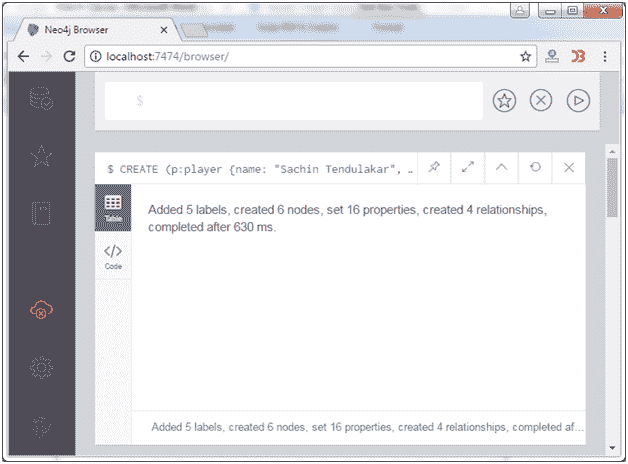 Neo4j Browser
localhost:7474/browser/
$
$ CREATE (p:player {name: "Sachin Tendulakar", …
Table
Added 5 labels, created 6 nodes, set 16 properties, created 4 relationships,
completed after 630 ms.
Code
Added 5 labels, created 6 nodes, set 16 properties, created 4 relationships, completed af...